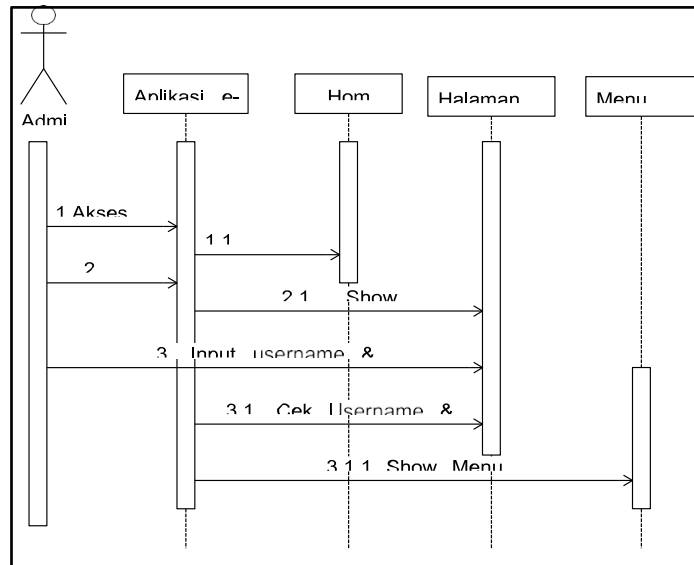 Aplikasi e-
Hom
Halaman
Menu
Admi
1 Akses
1.1
2
2.1 Show
3. Input username &
3.1 Cek Username &
3.1.1 Show Menu